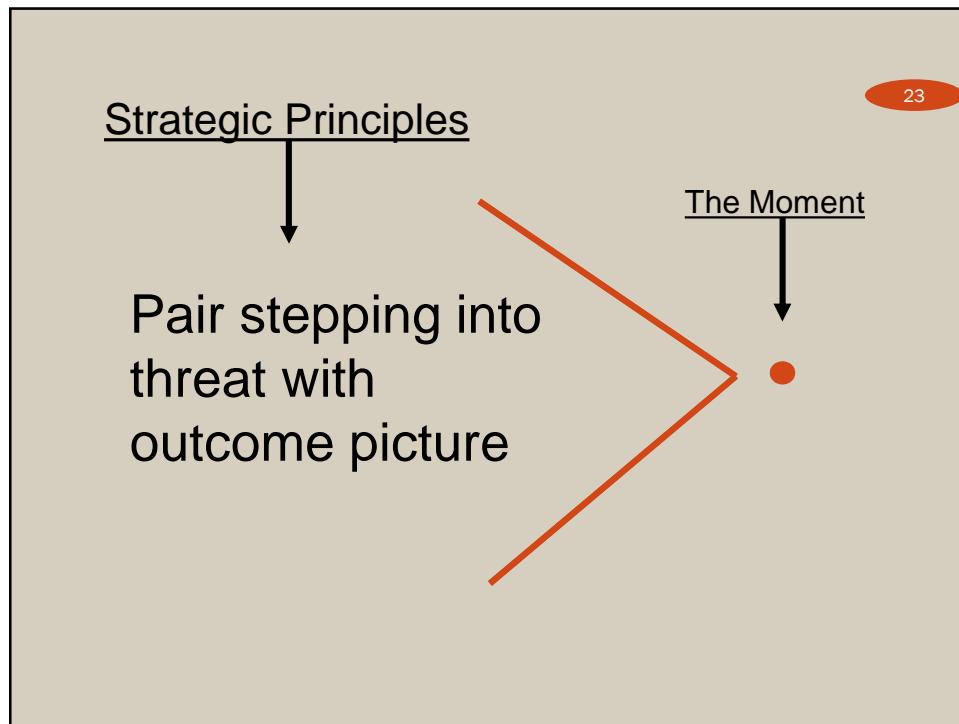 23
Strategic Principles
The Moment
Pair stepping into
threat with
outcome picture